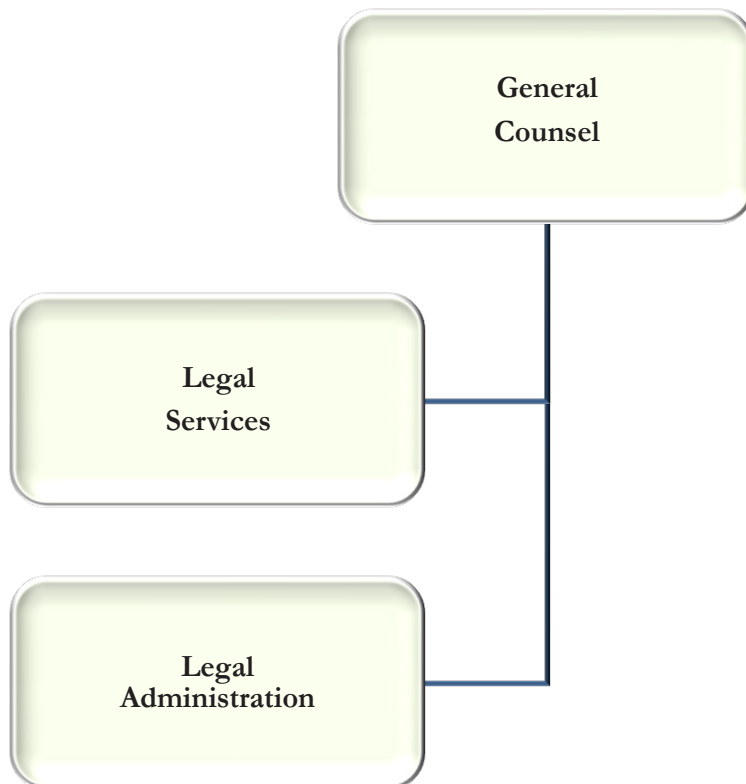 General
Counsel
Legal
Services
Legal
Administration